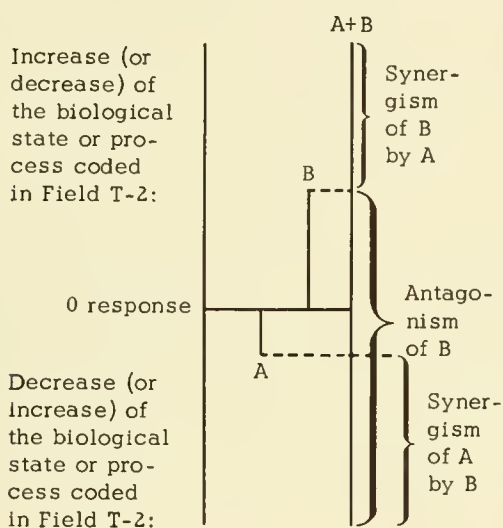 A+B
Increase (or
decrease) of
the biological
state or pro-
cess coded
in Field T-2:
Syner-
gism
of B
by A
B
0 response
Antago-
nism
of B
A
Decrease (or
increase) of
the biological
state or pro-
cess coded
in Field T-2:
Syner-
gism
of A
by B